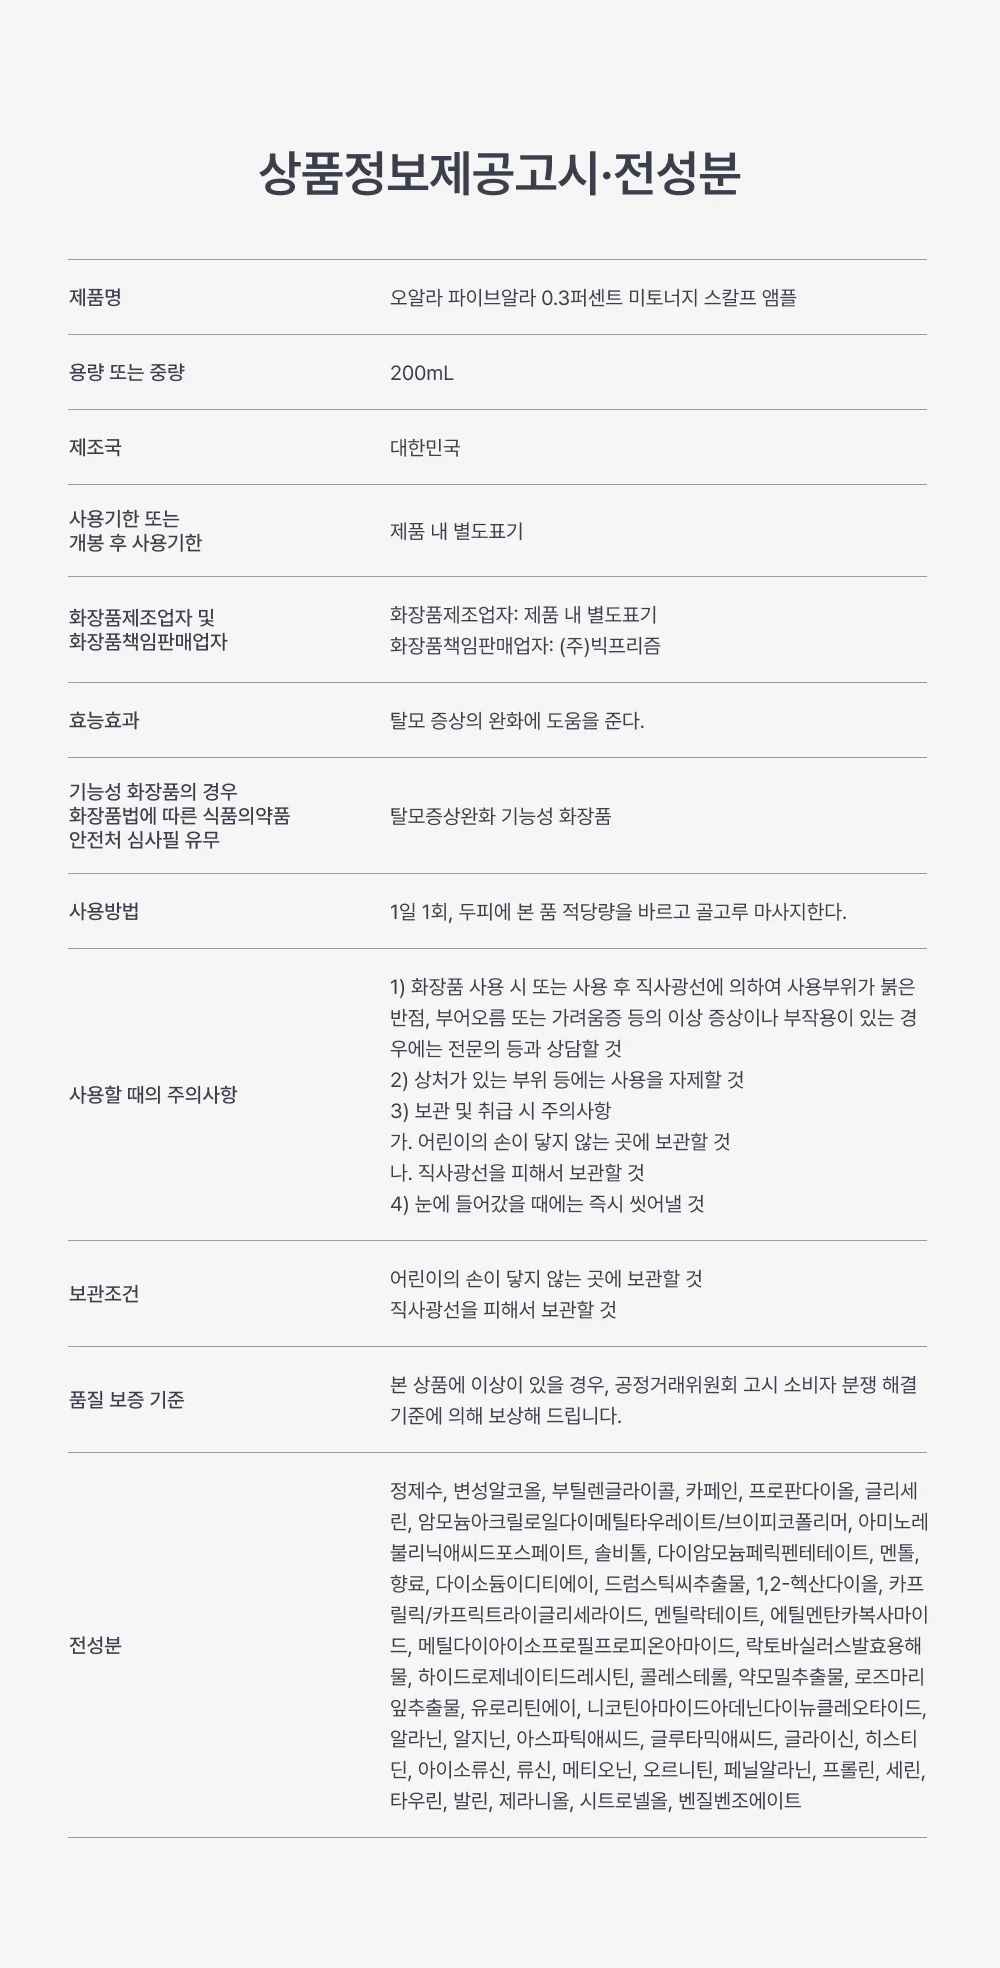 상품정보제공고시·전성분
제품명
오알라 파이브알라 0.3퍼센트 미토너지 스칼프 앰플
용량 또는 중량
200mL
제조국
대한민국
사용기한 또는
개봉 후 사용기한
제품 내 별도표기
화장품제조업자 및
화장품책임판매업자
화장품제조업자: 제품 내 별도표기
화장품책임판매업자: (주)빅프리즘
효능효과
탈모 증상의 완화에 도움을 준다.
기능성 화장품의 경우
화장품법에 따른 식품의약품
안전처 심사필 유무
탈모증상완화 기능성 화장품
사용방법
1일 1회, 두피에 본 품 적당량을 바르고 골고루 마사지한다.
사용할 때의 주의사항
1) 화장품 사용 시 또는 사용 후 직사광선에 의하여 사용부위가 붉은
반점, 부어오름 또는 가려움증 등의 이상 증상이나 부작용이 있는 경
우에는 전문의 등과 상담할 것
2) 상처가 있는 부위 등에는 사용을 자제할 것
3) 보관 및 취급 시 주의사항
가. 어린이의 손이 닿지 않는 곳에 보관할 것
나. 직사광선을 피해서 보관할 것
4) 눈에 들어갔을 때에는 즉시 씻어낼 것
보관조건
어린이의 손이 닿지 않는 곳에 보관할 것
직사광선을 피해서 보관할 것
품질 보증 기준
본 상품에 이상이 있을 경우, 공정거래위원회 고시 소비자 분쟁 해결
기준에 의해 보상해 드립니다.
전성분
정제수, 변성알코올, 부틸렌글라이콜, 카페인, 프로판다이올, 글리세
린, 암모늄아크릴로일다이메틸타우레이트/브이피코폴리머, 아미노레
불리닉애씨드포스페이트, 솔비톨, 다이암모늄페릭펜테테이트, 멘톨,
향료, 다이소듐이디티에이, 드럼스틱씨추출물, 1,2-헥산다이올, 카프
릴릭/카프릭트라이글리세라이드, 멘틸락테이트, 에틸멘탄카복사마이
드, 메틸다이아이소프로필프로피온아마이드, 락토바실러스발효용해
물, 하이드로제네이티드레시틴, 콜레스테롤, 약모밀추출물, 로즈마리
잎추출물, 유로리틴에이, 니코틴아마이드아데닌다이뉴클레오타이드,
알라닌, 알지닌, 아스파틱애씨드, 글루타믹애씨드, 글라이신, 히스티
딘, 아이소류신, 류신, 메티오닌, 오르니틴, 페닐알라닌, 프롤린, 세린,
타우린, 발린, 제라니올, 시트로넬올, 벤질벤조에이트